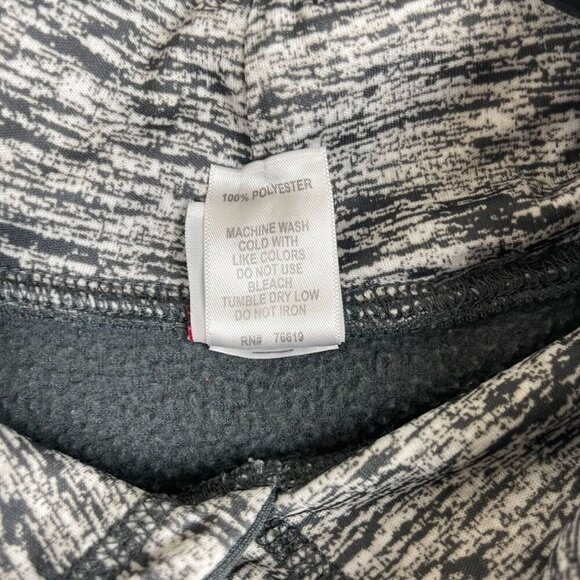 100% POLYESTER
MACHINE WASH
COLD WITH
LIKE COLORS
DO NOT USE
BLEACH
TUMBLE DRY LOW
DO NOT IRON
RN# 76619